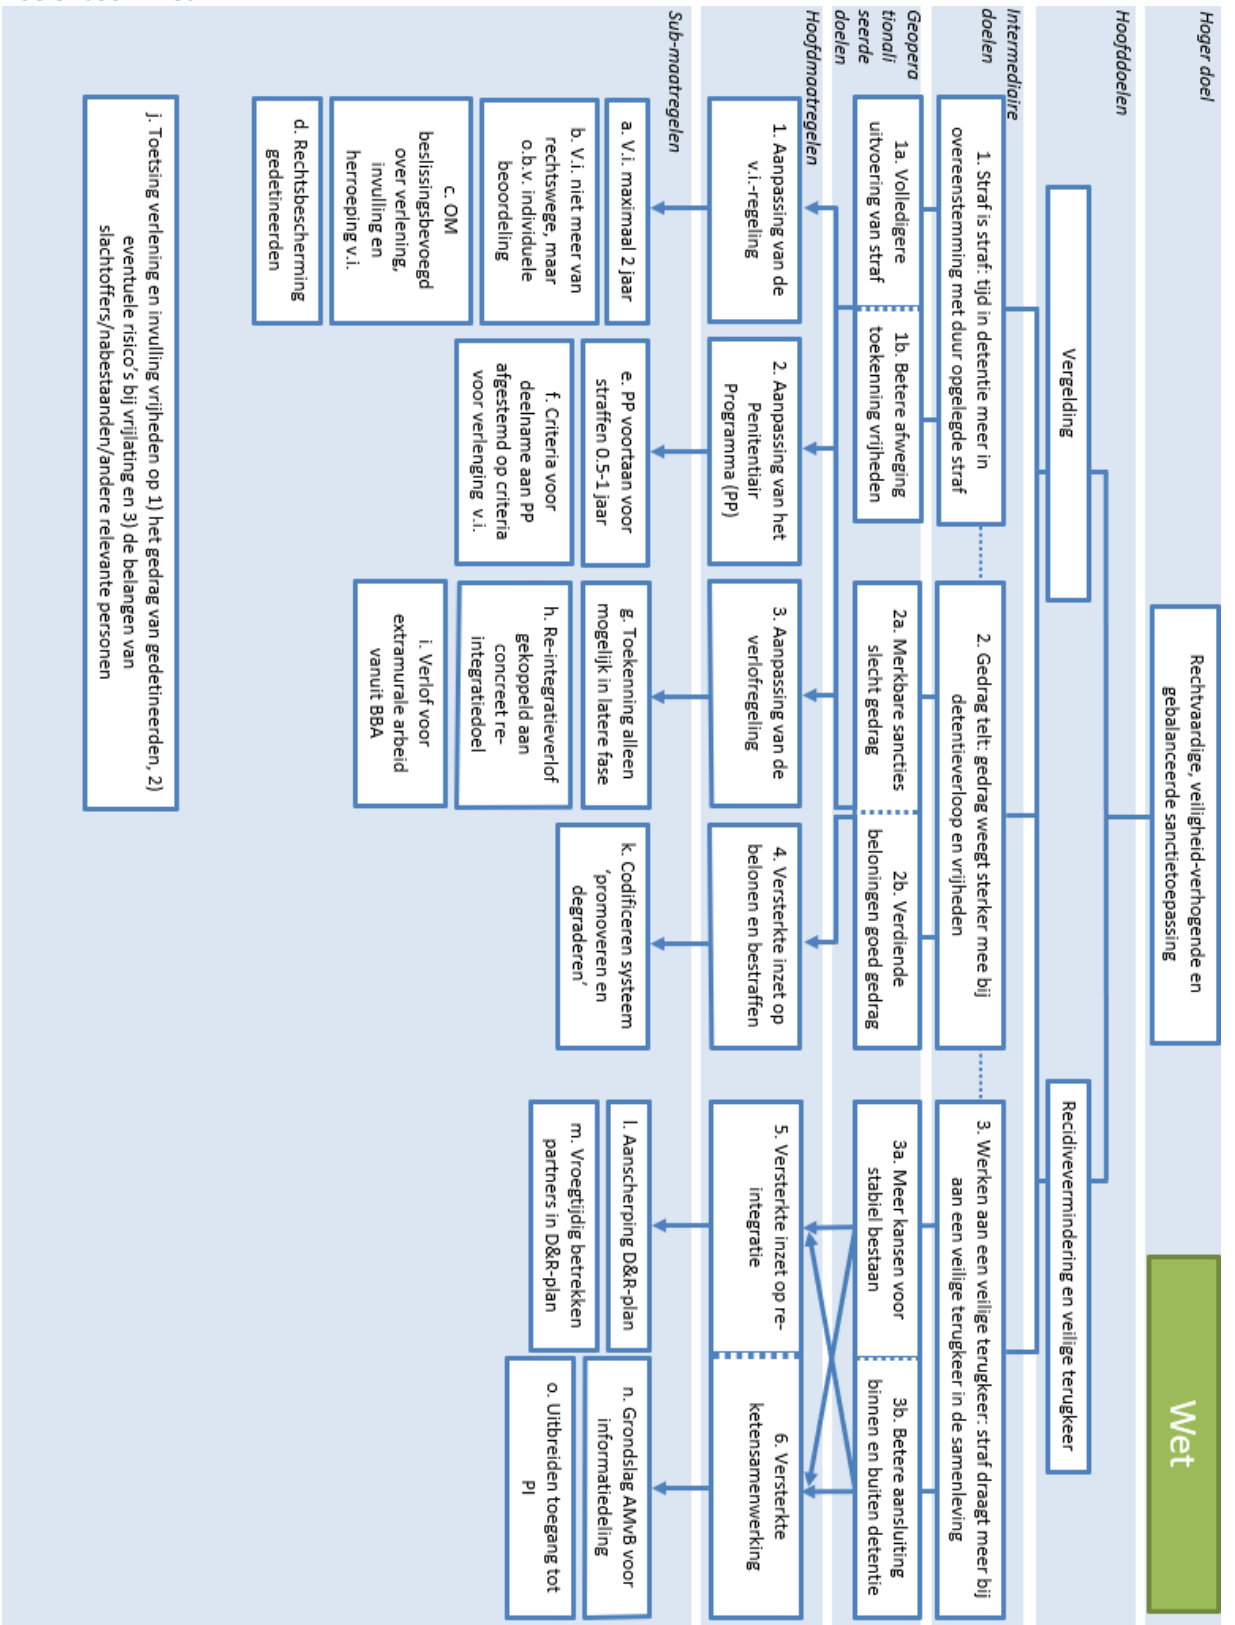 Hoger doel
Rechtvaardige, veiligheid-verhogende en
gebalanceerde sanctietoepassing
Wet
Hoofddoelen
Vergelding
Recidivevermindering en veilige terugkeer
Intermediaire
doelen
1. Straf is straf: tijd in detentie meer in
overeenstemming met duur opgelegde straf
2. Gedrag telt: gedrag weegt sterker mee bij
detentieverloop en vrijheden
3. Werken aan een veilige terugkeer: straf draagt meer bij
aan een veilige terugkeer in de samenleving
Geopera
tionali
seerde
doelen
1a. Volledigere
uitvoering van straf
1b. Betere afweging
toekenning vrijheden
2a. Merkbare sancties
slecht gedrag
2b. Verdiende
beloningen goed gedrag
3a. Meer kansen voor
stabiel bestaan
3b. Betere aansluiting
binnen en buiten detentie
Hoofdmaatregelen
1. Aanpassing van de
v.i.-regeling
2. Aanpassing van het
Penitentiair
Programma (PP)
3. Aanpassing van de
verlofregeling
4. Versterkte inzet op
belonen en bestraffen
5. Versterkte inzet op re-
integratie
6. Versterkte
ketensamenwerking
Sub-maatregelen
a. V.i. maximaal 2 jaar
b. V.i. niet meer van
rechtswege, maar
o.b.v. individuele
beoordeling
c. OM
beslissingsbevoegd
over verlening,
invulling en
herroeping v.i.
d. Rechtsbescherming
gedetineerden
e. PP voortaan voor
straffen 0.5-1 jaar
f. Criteria voor
deelname aan PP
afgestemd op criteria
voor verlenging v.i.
g. Toekenning alleen
mogelijk in latere fase
h. Re-integratieverlof
gekoppeld aan
concreet re-
integratiedoel
i. Verlof voor
extramurale arbeid
vanuit BBA
k. Codificeren systeem
‘promoveren en
degraderen’
l. Aanscherping D&R-plan
m. Vroegtijdig betrekken
partners in D&R-plan
n. Grondslag AMvB voor
informatiedeling
o. Uitbreiden toegang tot
PI
j. Toetsing verlening en invulling vrijheden op 1) het gedrag van gedetineerden, 2)
eventuele risico’s bij vrijlating en 3) de belangen van
slachtoffers/nabestaanden/andere relevante personen